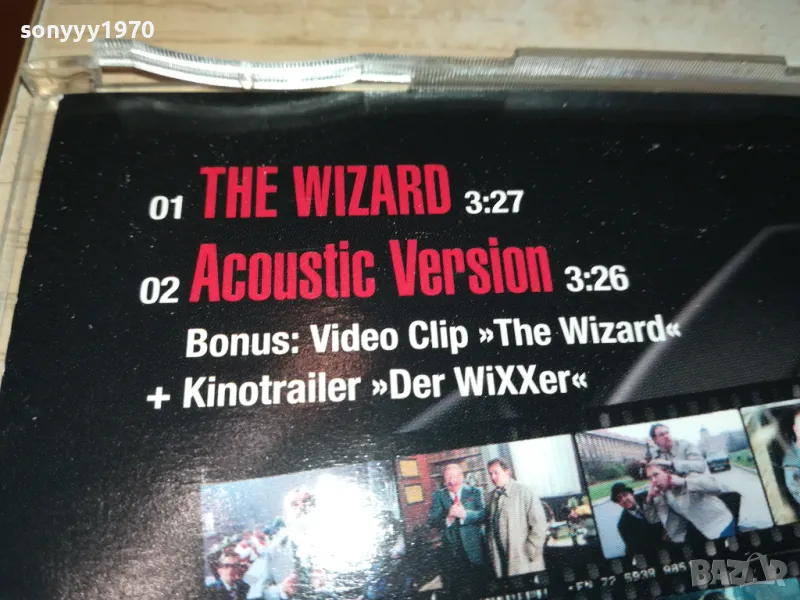 sonyyy1970
01 THE WIZARD 3:27
02 Acoustic Version 3:26
Bonus: Video Clip »The Wizard«
+ Kinotrailer »Der WiXXer«
BAZAR